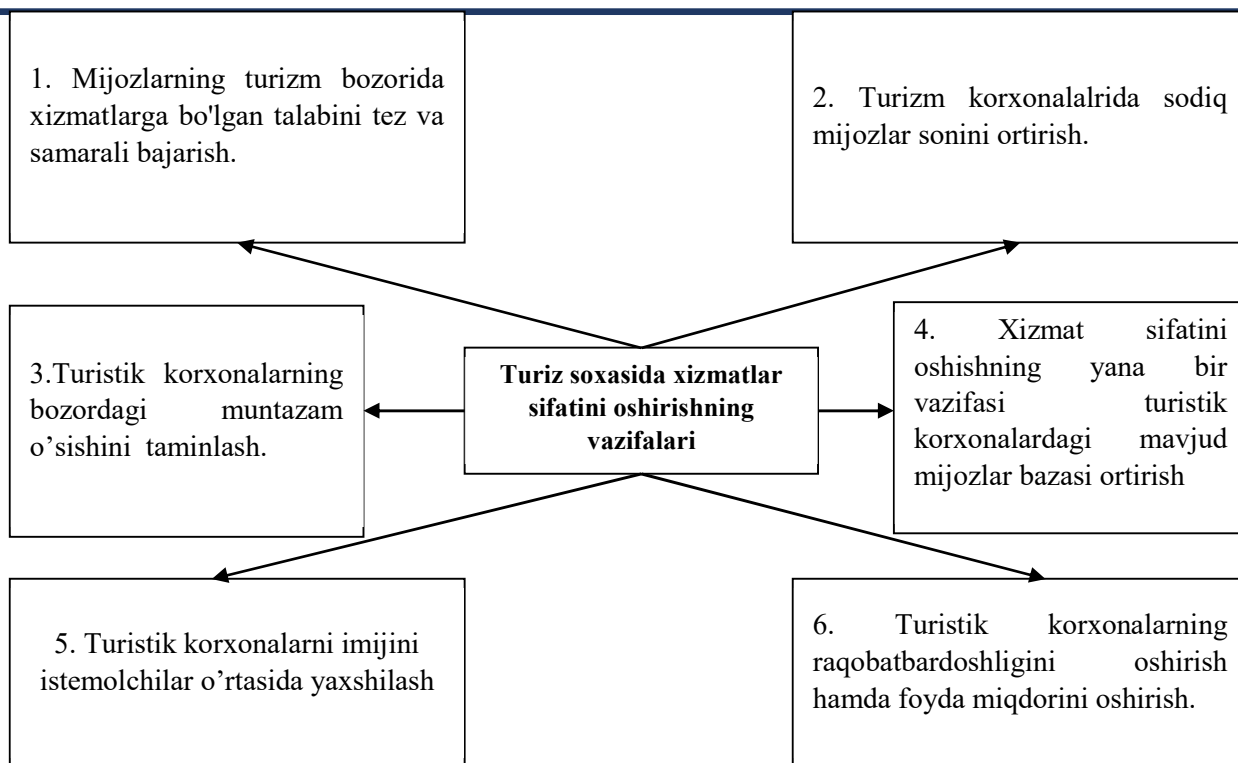 1. Mijozlarning turizm bozorida
xizmatlarga bo'lgan talabini tez va
samarali bajarish.
2. Turizm korxonalalrida sodiq
mijozlar sonini ortirish.
3.Turistik korxonalarning
bozordagi muntazam
o’sishini taminlash.
Turiz soxasida xizmatlar
sifatini oshirishning
vazifalari
4. Xizmat sifatini
oshishning yana bir
vazifasi turistik
korxonalardagi mavjud
mijozlar bazasi ortirish
5. Turistik korxonalarni imijini
istemolchilar o’rtasida yaxshilash
6. Turistik korxonalarning
raqobatbardoshligini oshirish
hamda foyda miqdorini oshirish.